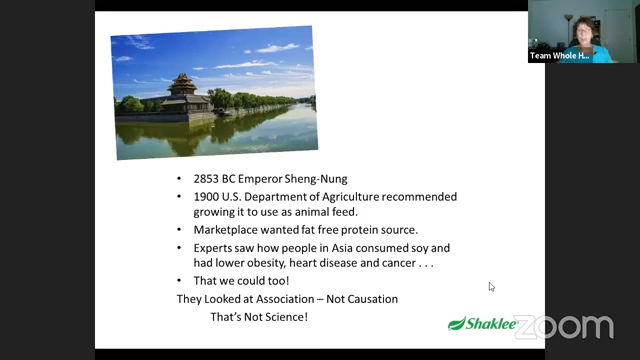 Team Whole H...
• 2853 BC Emperor Sheng-Nung
• 1900 U.S. Department of Agriculture recommended
growing it to use as animal feed.
• Marketplace wanted fat free protein source.
• Experts saw how people in Asia consumed soy and
had lower obesity, heart disease and cancer . . .
• That we could too!
They Looked at Association – Not Causation
That's Not Science!
Shaklee
zoom